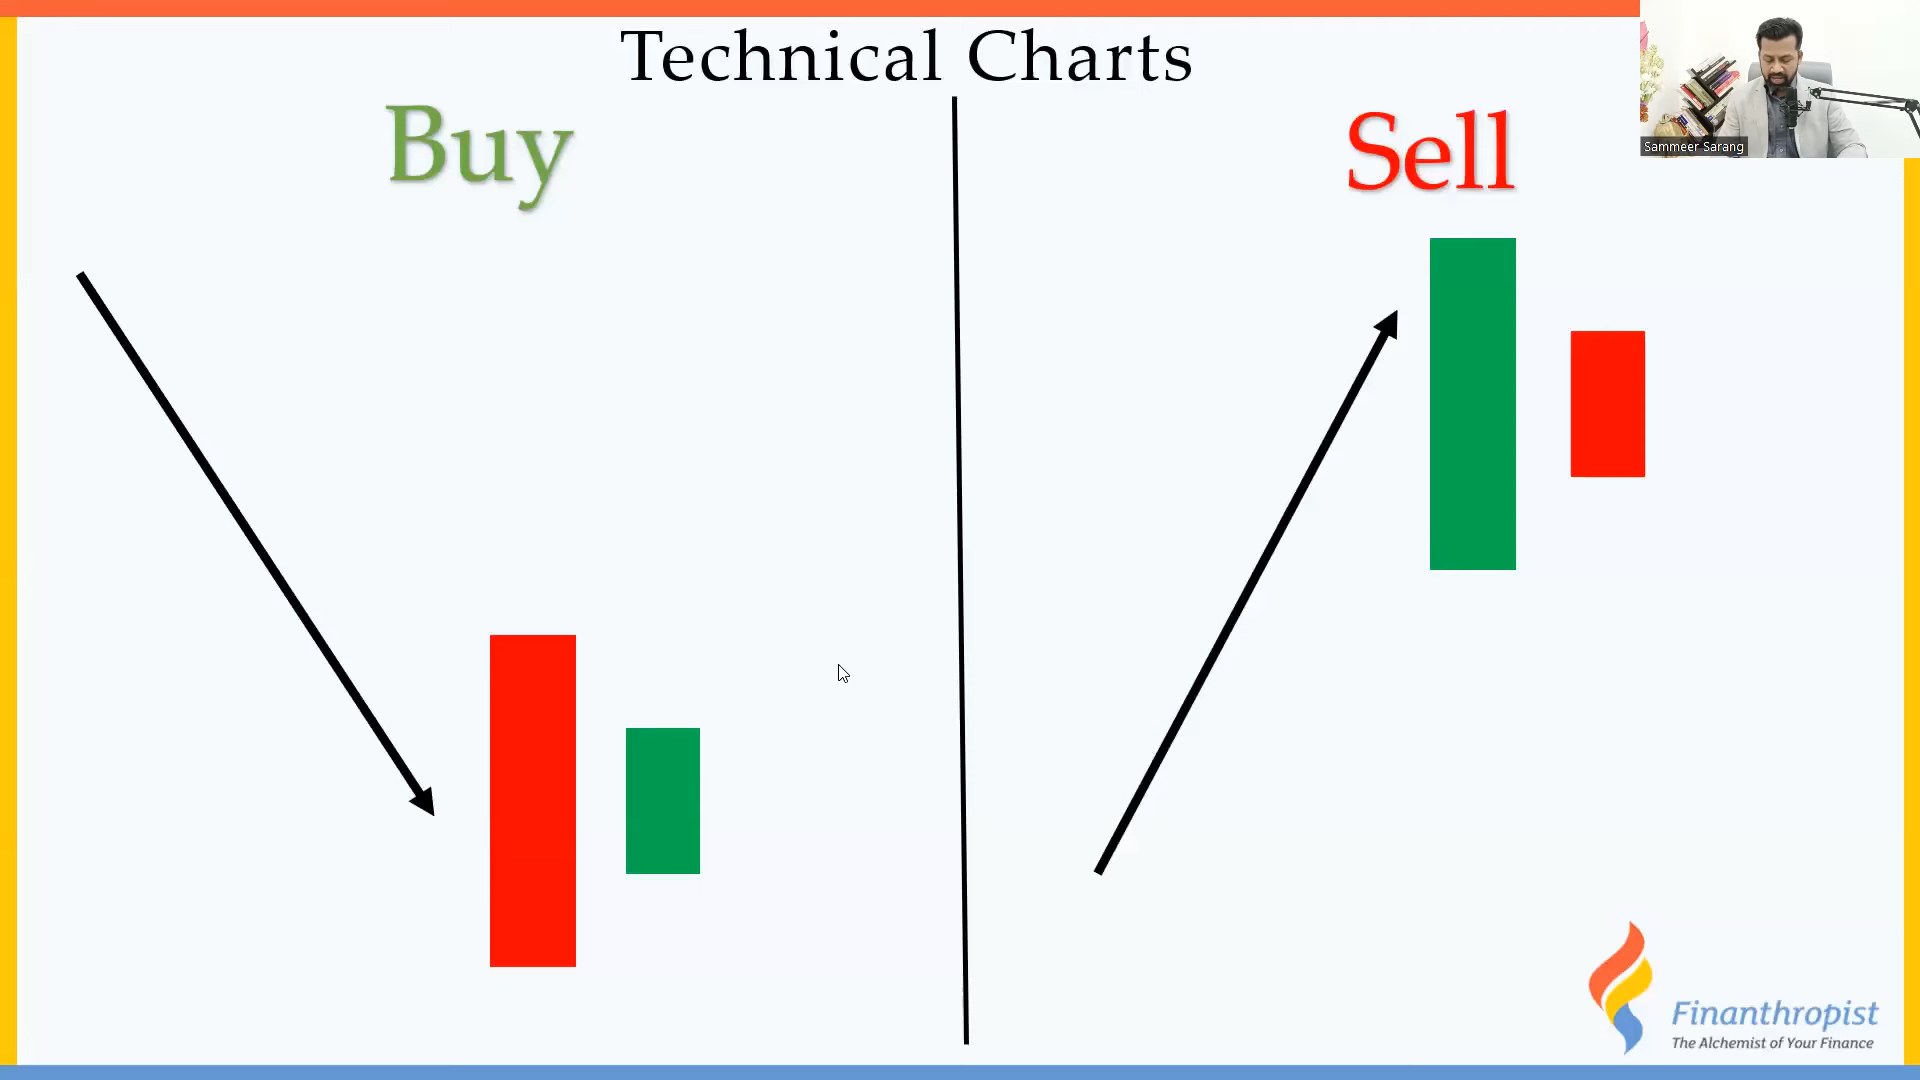 Technical Charts
Buy
Sell
Sammeer Sarang
Finanthropist
The Alchemist of Your Finance